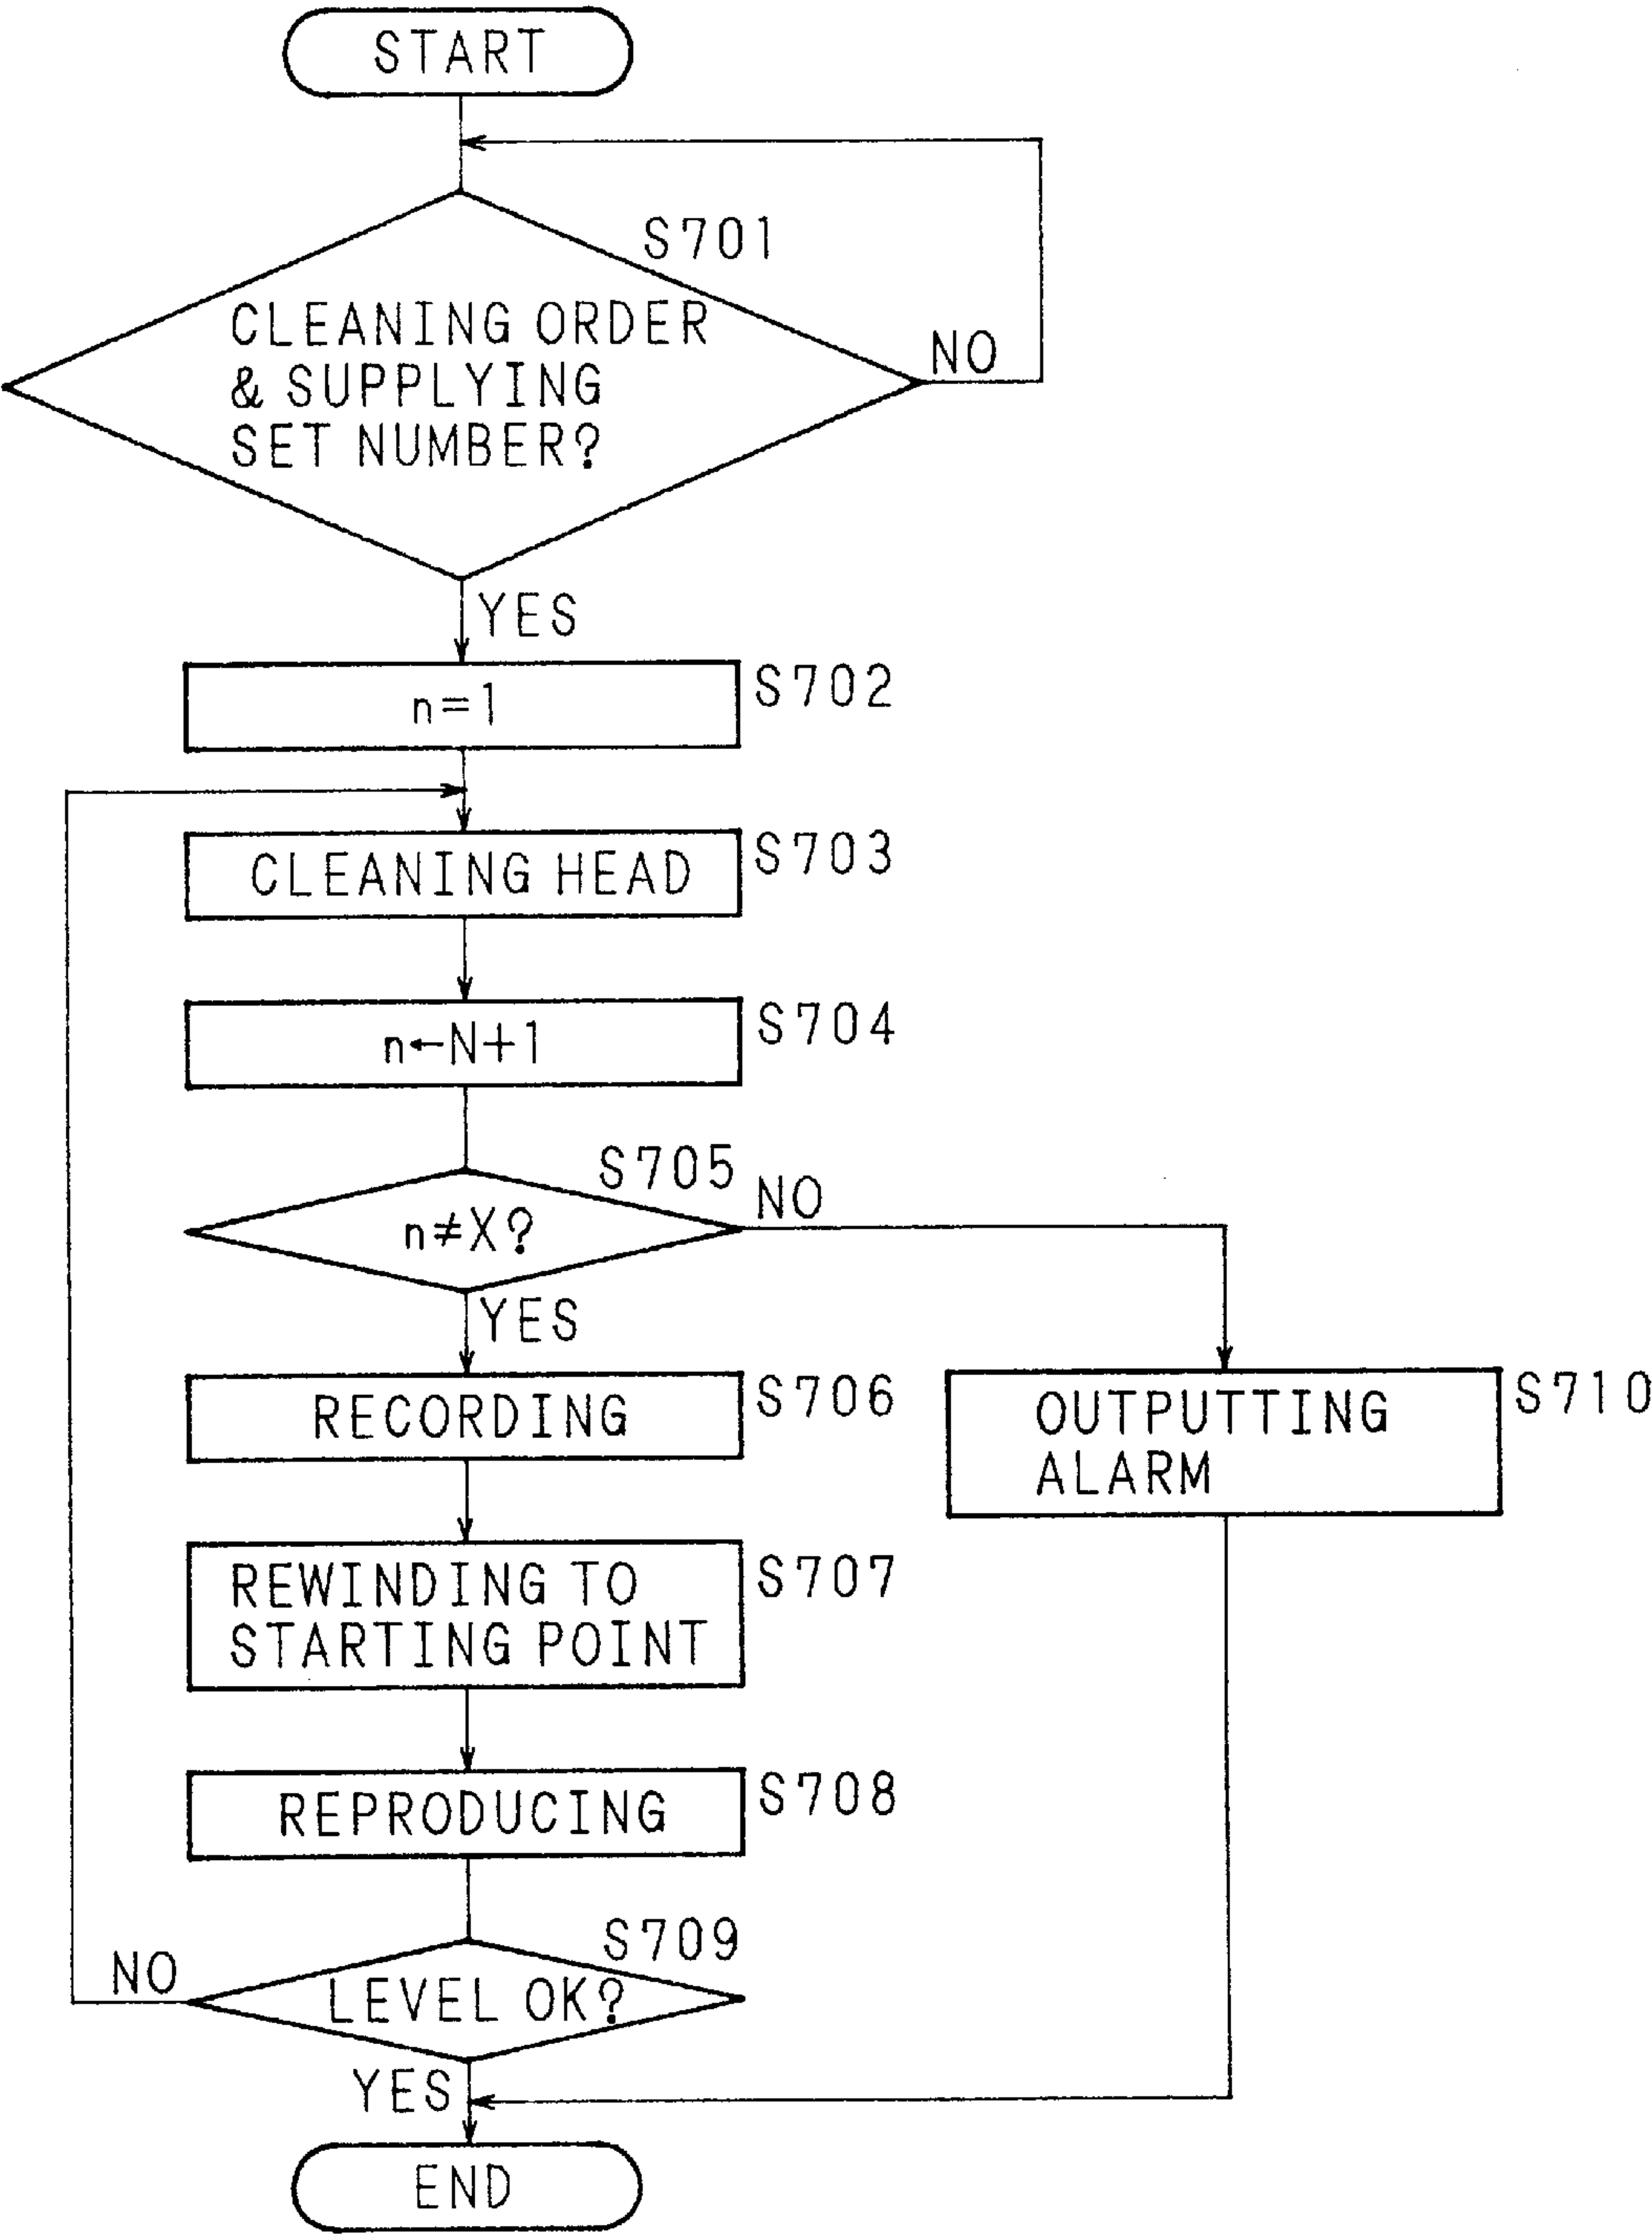 START
S701
CLEANING ORDER
& SUPPLYING
SET NUMBER?
NO
YES
n=1
S702
CLEANING HEAD
S703
n←N+1
S704
S705
n≠X?
NO
YES
RECORDING
S706
OUTPUTTING
ALARM
S710
REWINDING TO
STARTING POINT
S707
REPRODUCING
S708
S709
LEVEL OK?
NO
YES
END